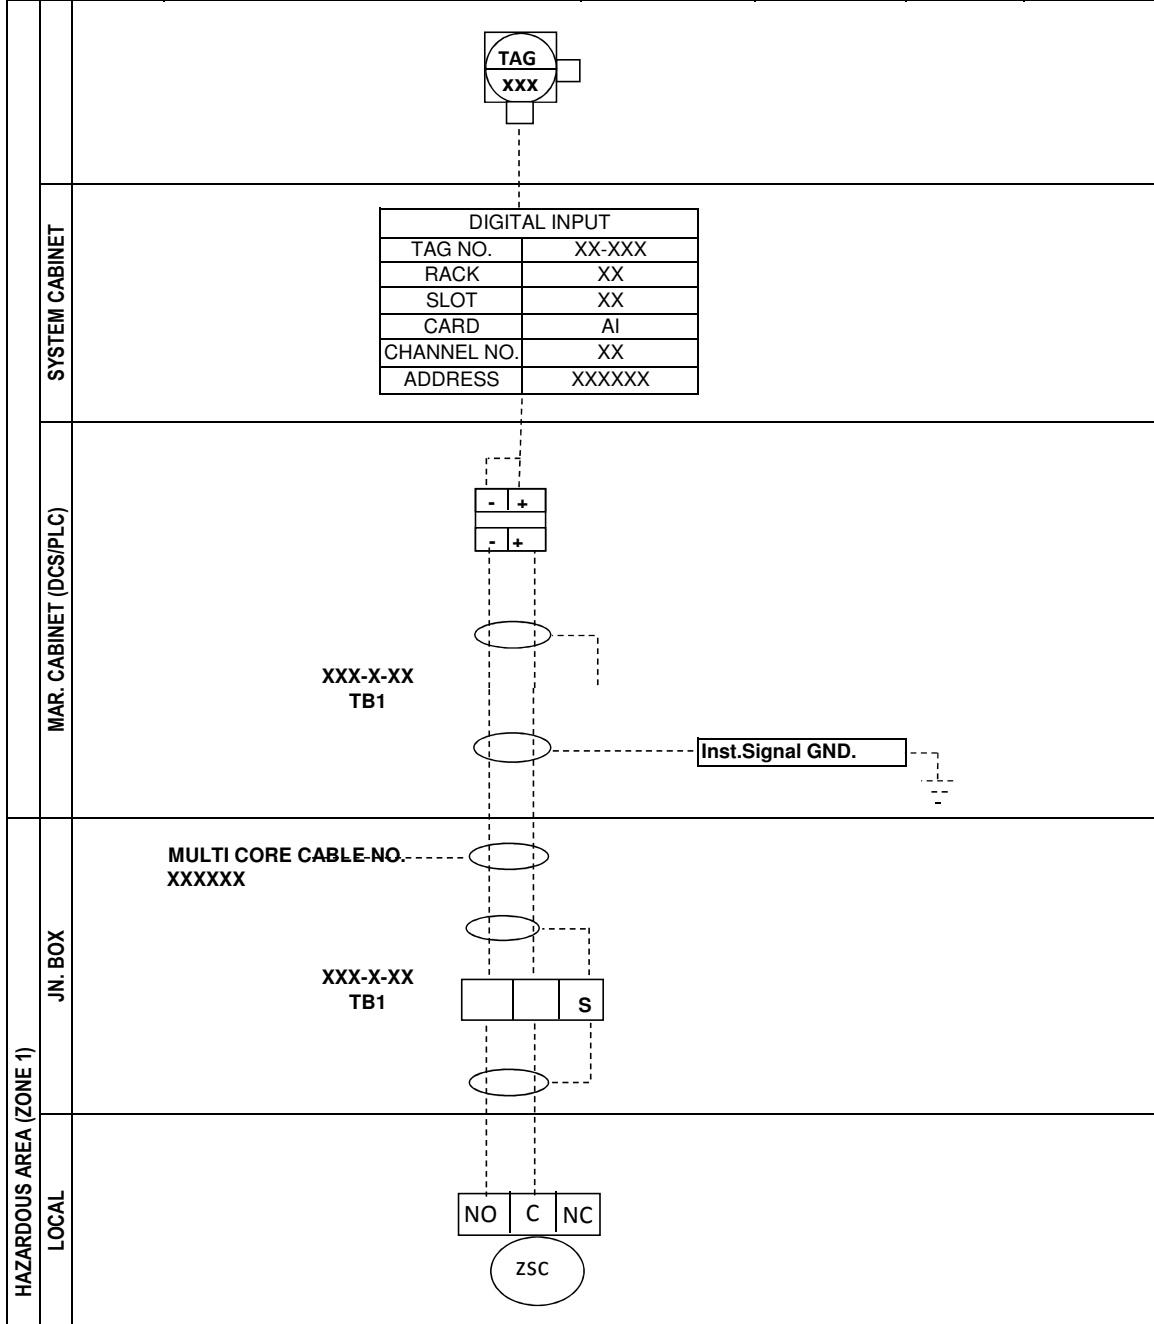 TAG
xxx
SYSTEM CABINET
DIGITAL INPUT
TAG NO. XX-XXX
RACK XX
SLOT XX
CARD AI
CHANNEL NO. XX
ADDRESS XXXXXX
MAR. CABINET (DCS/PLC)
- +
- +
XXX-X-XX
TB1
Inst.Signal GND.
HAZARDOUS AREA (ZONE 1)
JN. BOX
MULTI CORE CABLE NO.
XXXXXX
XXX-X-XX
TB1
S
LOCAL
NO C NC
ZSC